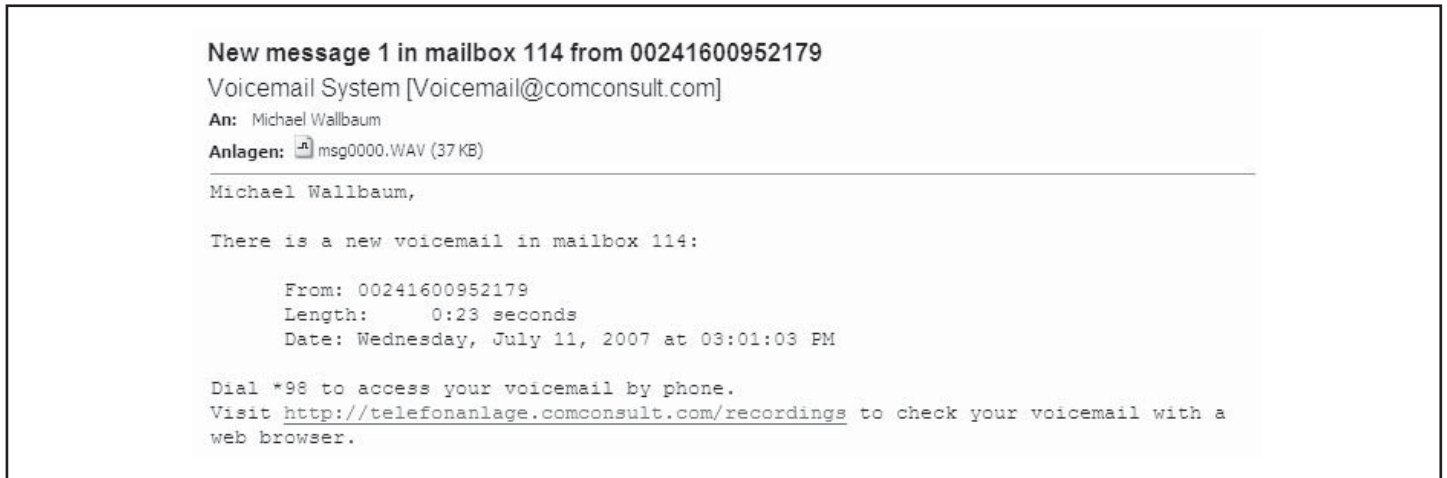 New message 1 in mailbox 114 from 00241600952179
Voicemail System [Voicemail@comconsult.com]
An: Michael Wallbaum
Anlagen: msg0000.WAV (37 KB)
Michael Wallbaum,
There is a new voicemail in mailbox 114:
From: 00241600952179
Length: 0:23 seconds
Date: Wednesday, July 11, 2007 at 03:01:03 PM
Dial *98 to access your voicemail by phone.
Visit http://telefonanlage.comconsult.com/recordings to check your voicemail with a
web browser.